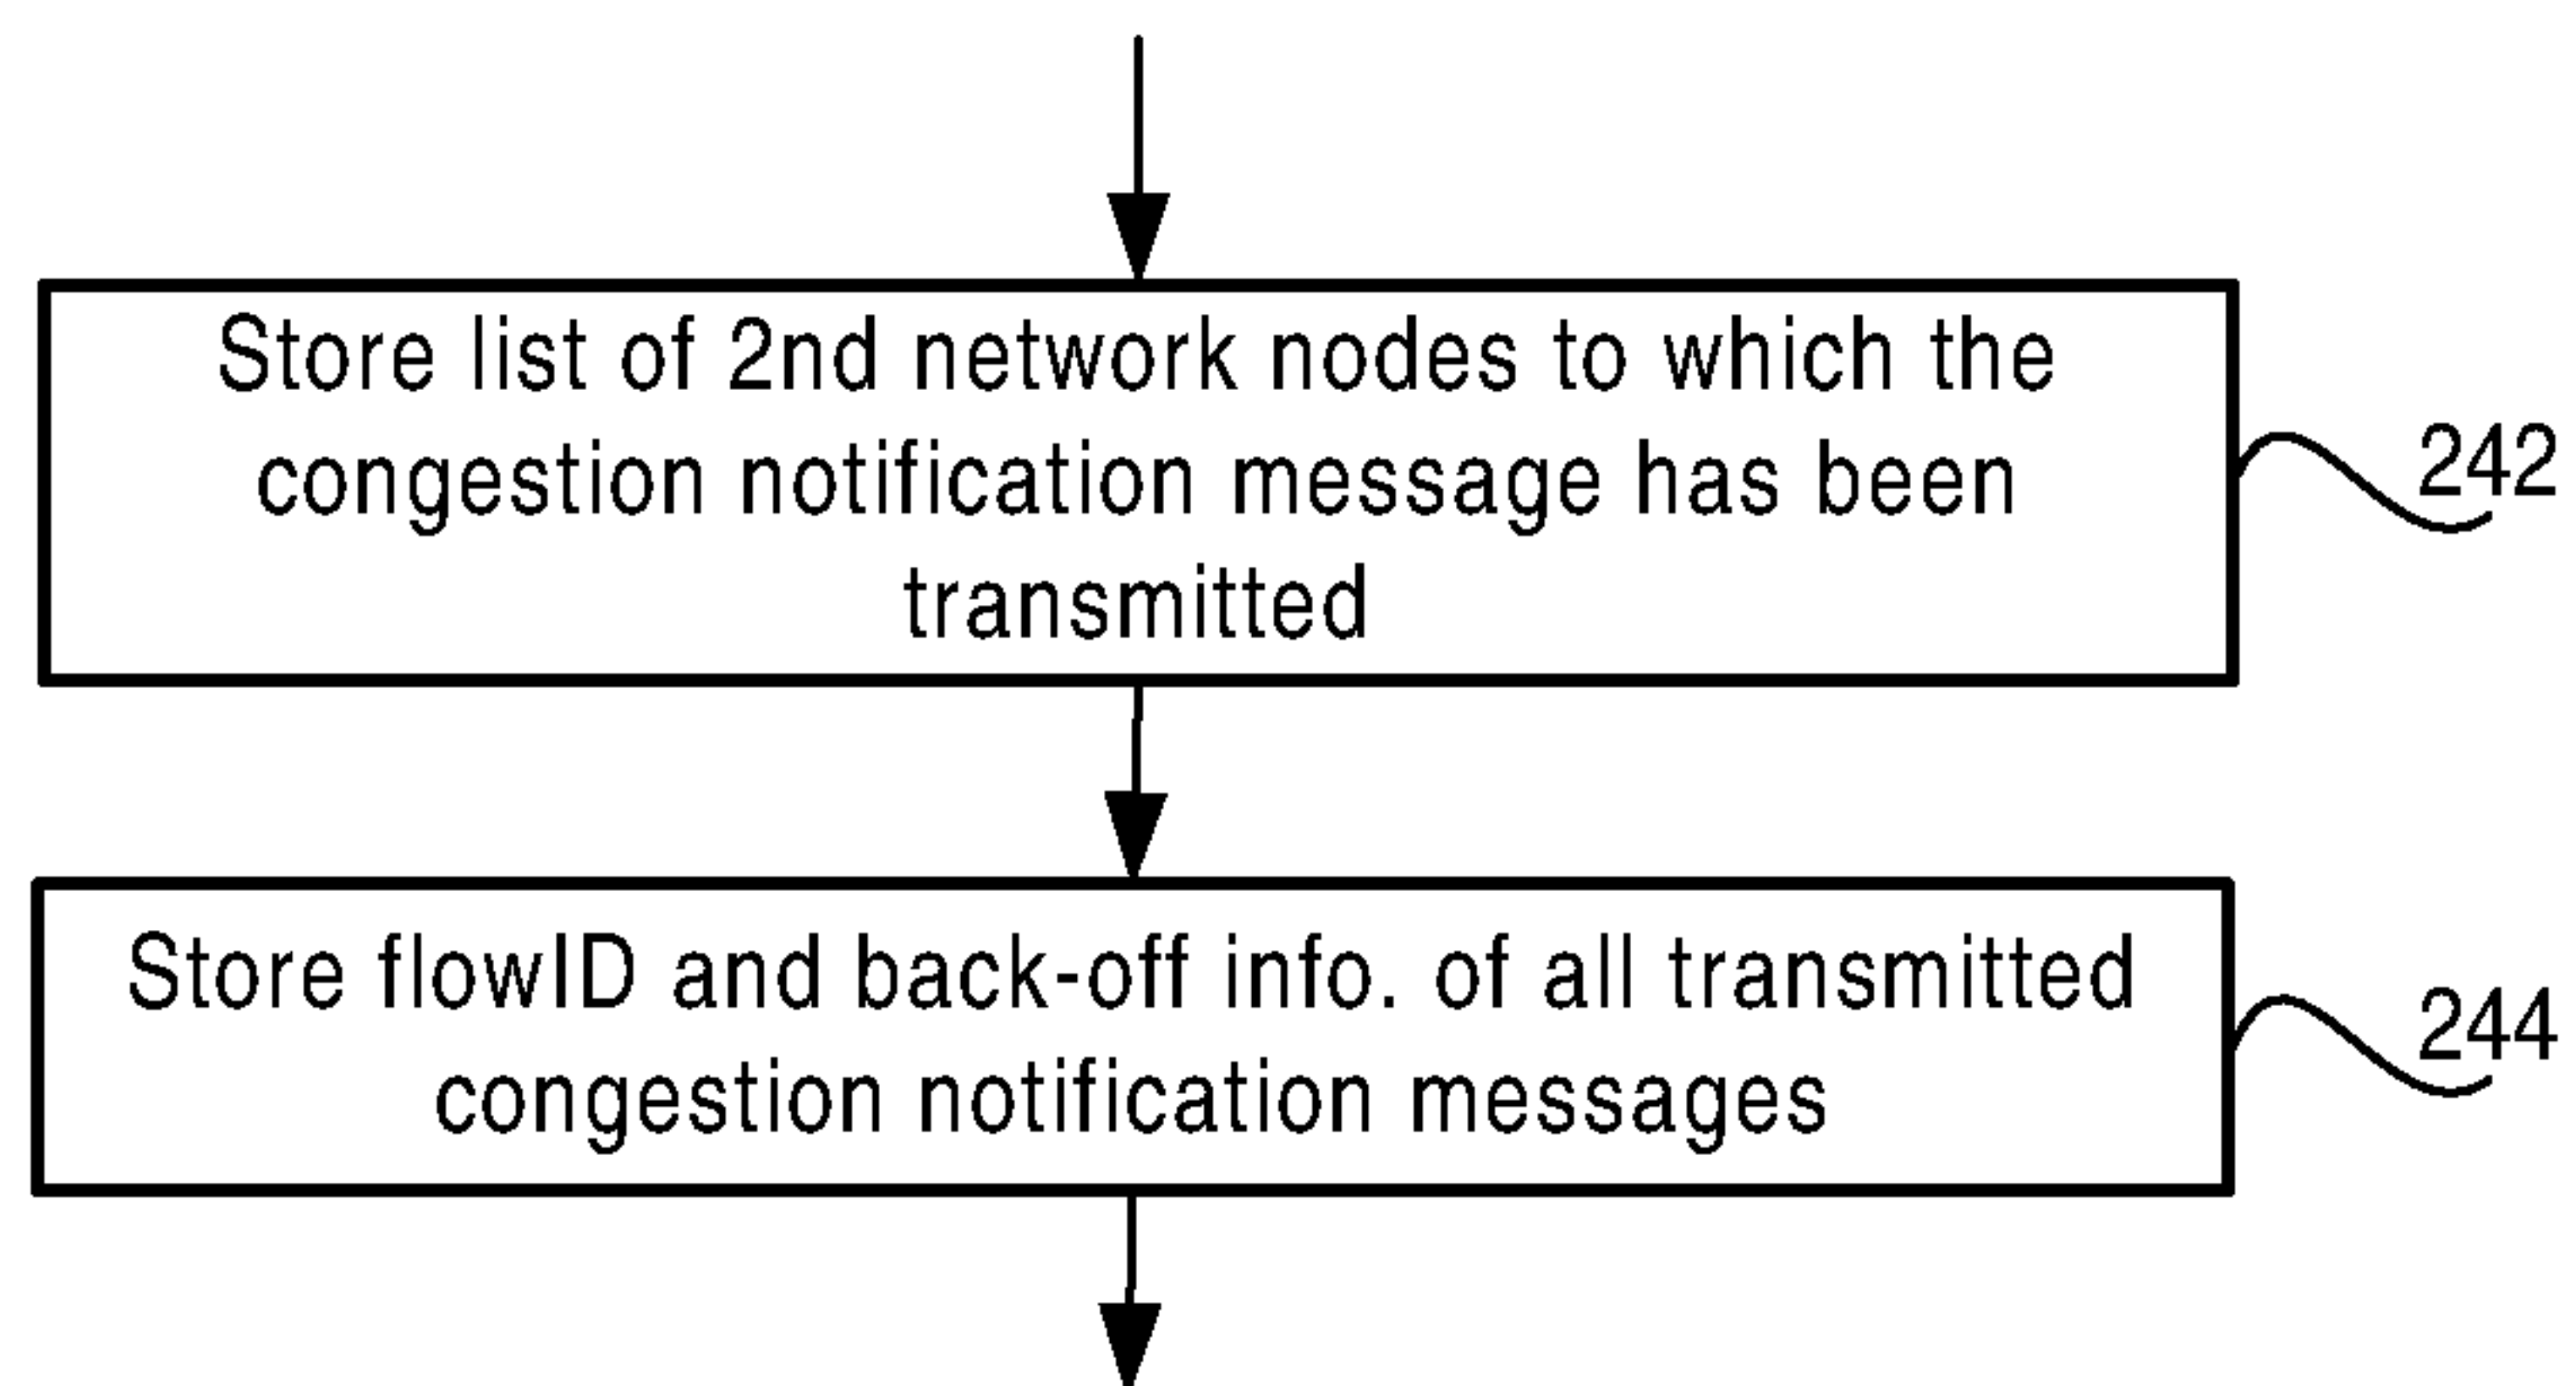 Store list of 2nd network nodes to which the
congestion notification message has been
transmitted
242
Store flowID and back-off info. of all transmitted
congestion notification messages
244